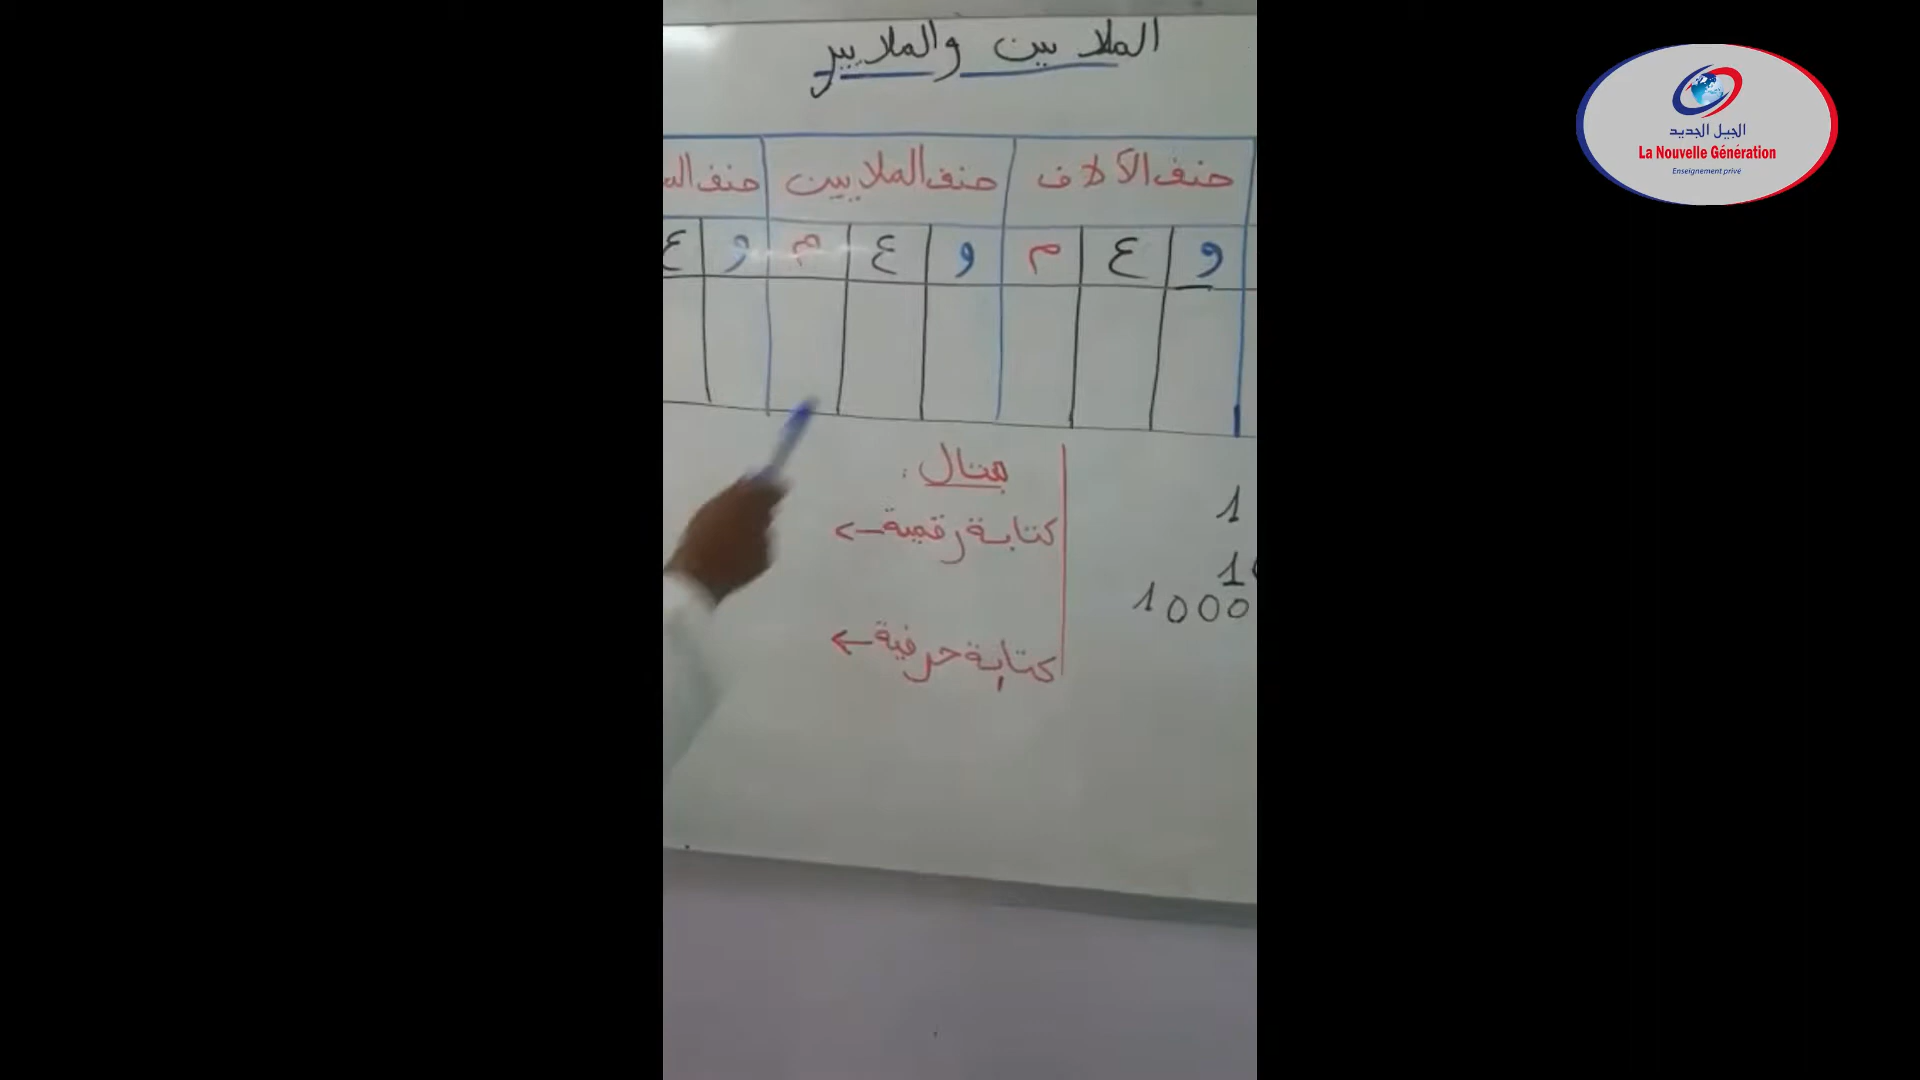 الملايين والملايير
صنف الآلاف صنف الملايين صنف
و ع م و ع م و ع
مثال :
كتابة رقمية
كتابة حرفية
1
1
1000
الجيل الجديد
La Nouvelle Génération
Enseignement privé